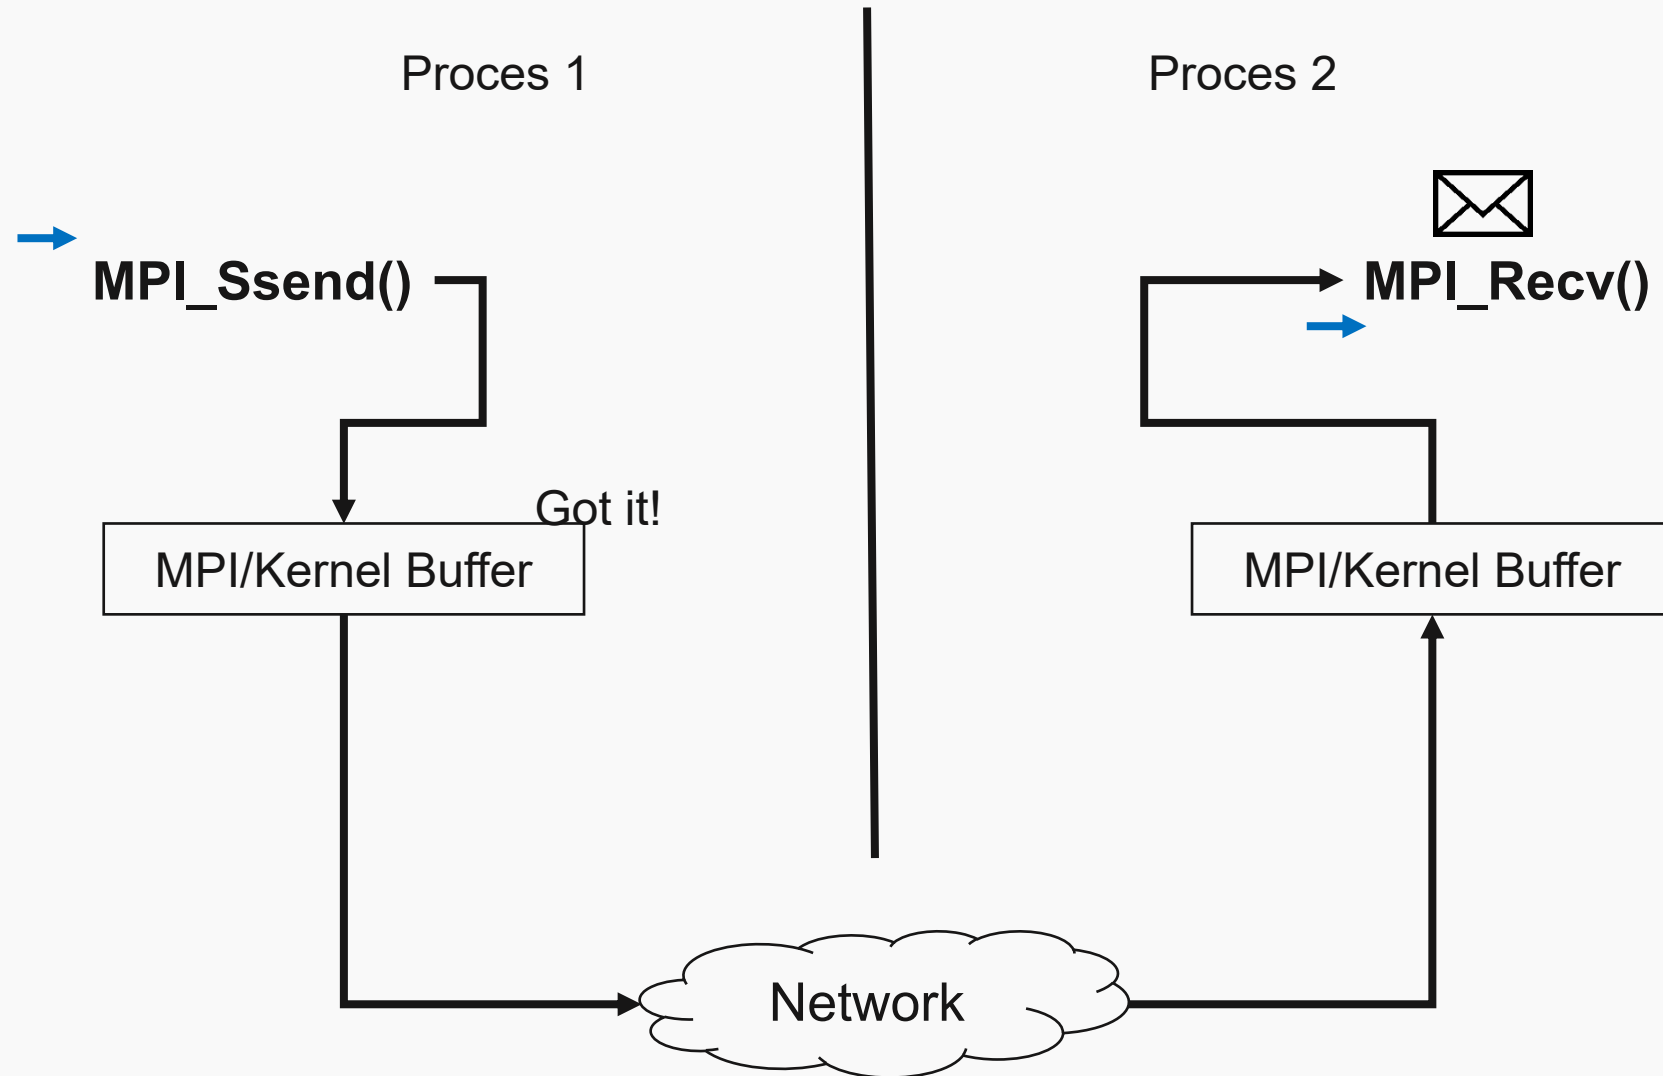 Proces 1
Proces 2
MPI_Ssend()
MPI_Recv()
Got it!
MPI/Kernel Buffer
MPI/Kernel Buffer
Network